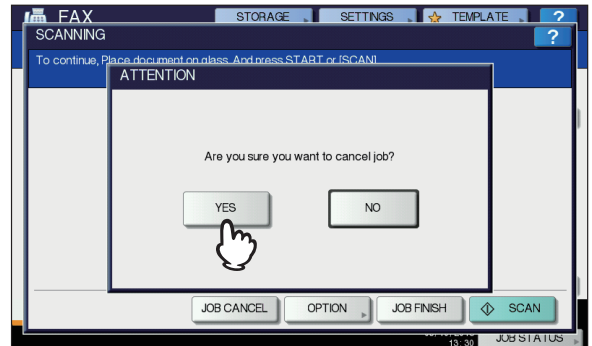 FAX STORAGE SETTINGS TEMPLATE ?
SCANNING ?
To continue, Place document on glass. And press START or [SCAN]
ATTENTION
Are you sure you want to cancel job?
YES NO
JOB CANCEL OPTION JOB FINISH SCAN
JOB STATUS
13:30